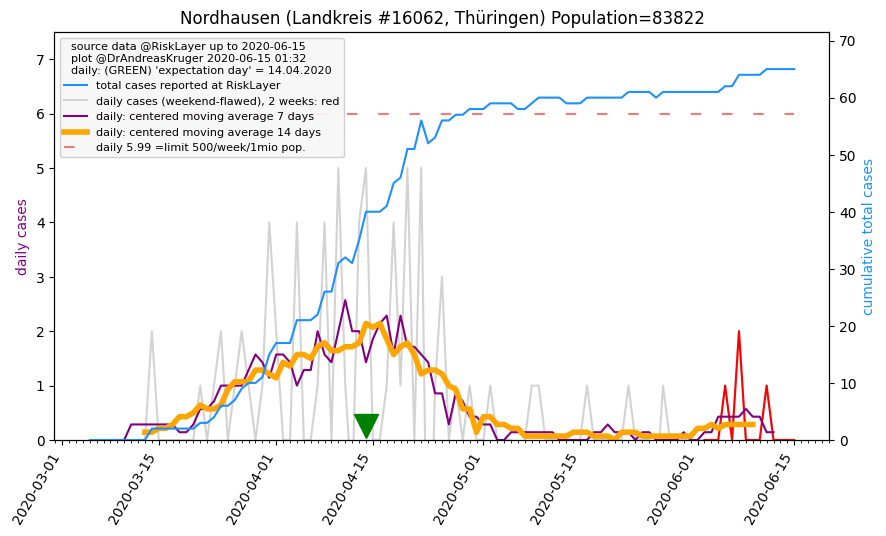 Nordhausen (Landkreis #16062, Thüringen) Population=83822
source data @RiskLayer up to 2020-06-15
plot @DrAndreasKruger 2020-06-15 01:32
daily: (GREEN) 'expectation day' = 14.04.2020
total cases reported at RiskLayer
daily cases (weekend-flawed), 2 weeks: red
daily: centered moving average 7 days
daily: centered moving average 14 days
daily 5.99 =limit 500/week/1mio pop.
daily cases
7
6
5
4
3
2
1
0
cumulative total cases
70
60
50
40
30
20
10
0
2020-03-01
2020-03-15
2020-04-01
2020-04-15
2020-05-01
2020-05-15
2020-06-01
2020-06-15